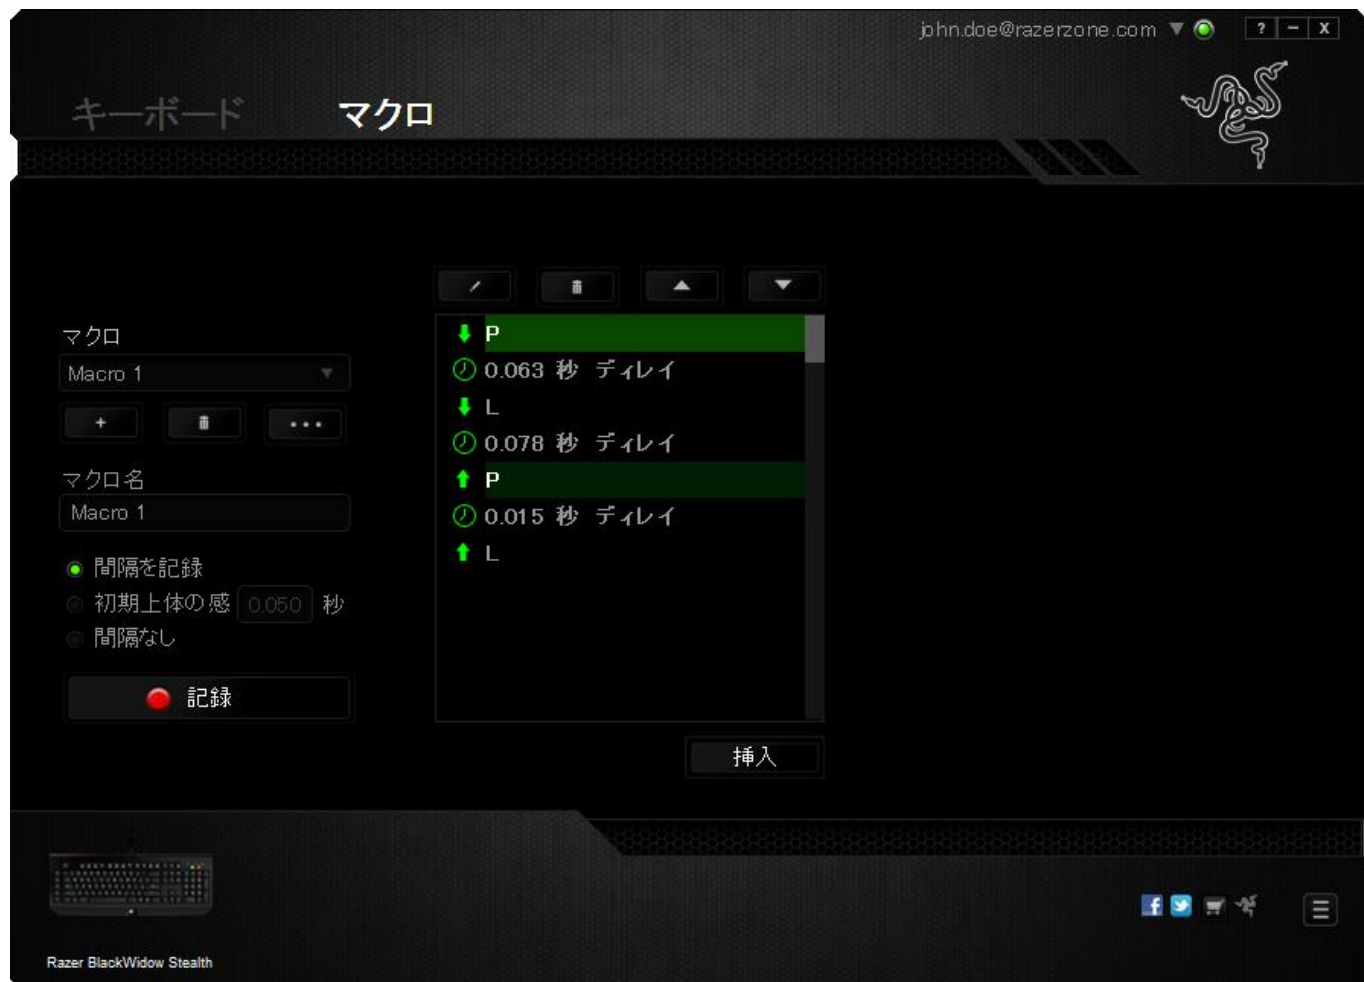 john.doe@razerzone.com
? - X
キーボード マクロ
マクロ
Macro 1
マクロ名
Macro 1
間隔を記録
初期上体の感 0.050 秒
間隔なし
記録
P
0.063 秒 ディレイ
L
0.078 秒 ディレイ
P
0.015 秒 ディレイ
L
挿入
Razer BlackWidow Stealth